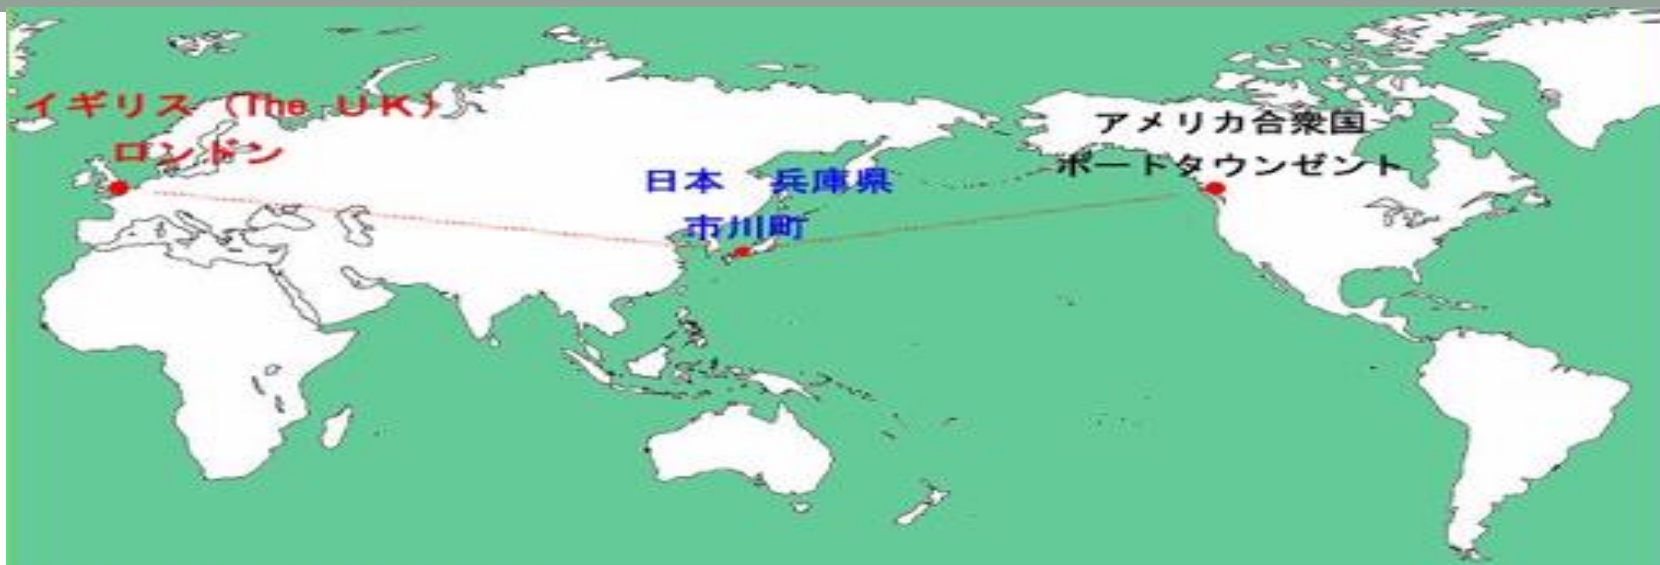 イギリス（The UK）
ロンドン
日本　兵庫県
市川町
アメリカ合衆国
ポートタウンゼント